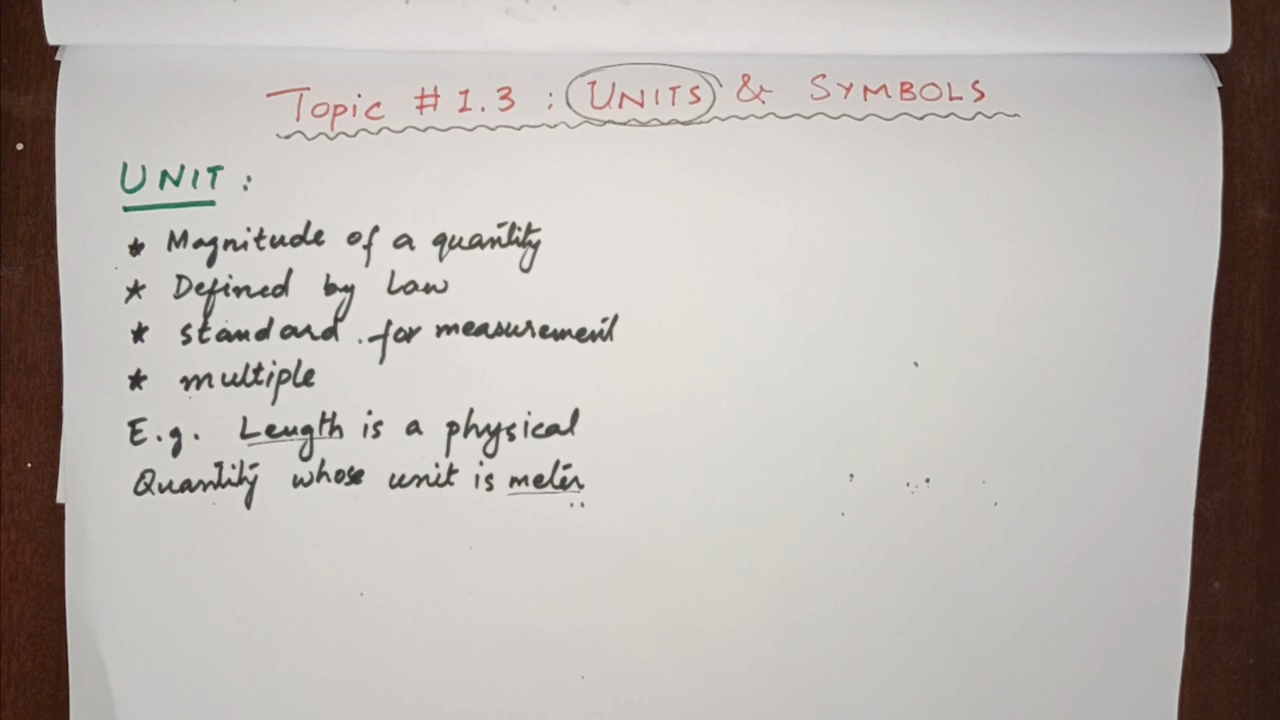 Topic # 1.3 : UNITS & SYMBOLS
UNIT :
* Magnitude of a quantity
* Defined by Law
* standard for measurement
* multiple
E.g. Length is a physical
Quantity whose unit is meter